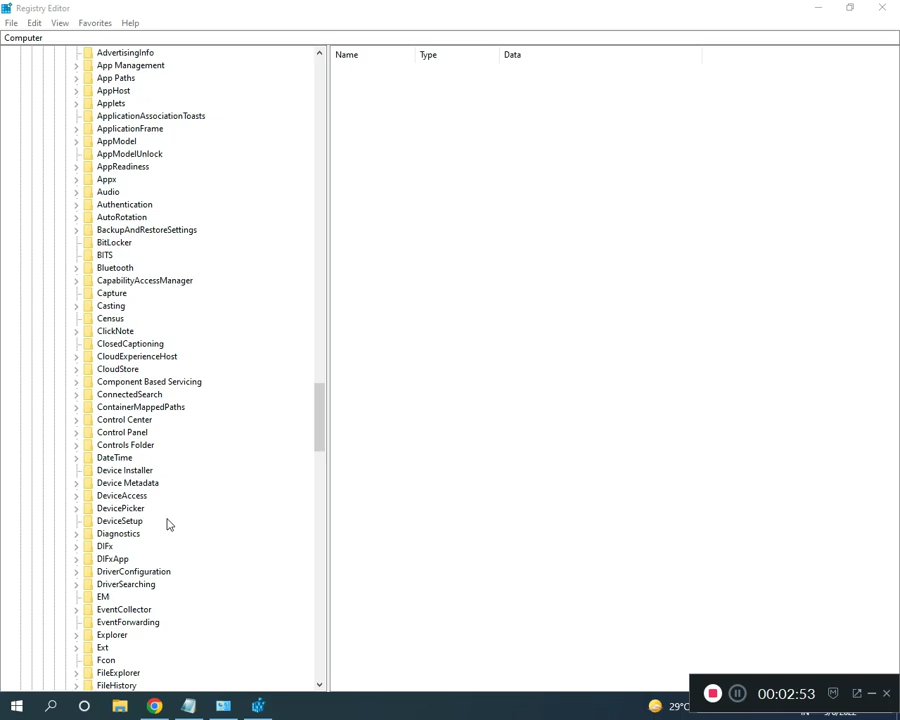 Registry Editor
File Edit View Favorites Help
Computer
Name Type Data
AdvertisingInfo
App Management
App Paths
AppHost
Applets
ApplicationAssociationToasts
ApplicationFrame
AppModel
AppModelUnlock
AppReadiness
Appx
Audio
Authentication
AutoRotation
BackupAndRestoreSettings
BitLocker
BITS
Bluetooth
CapabilityAccessManager
Capture
Casting
Census
ClickNote
ClosedCaptioning
CloudExperienceHost
CloudStore
Component Based Servicing
ConnectedSearch
ContainerMappedPaths
Control Center
Control Panel
Controls Folder
DateTime
Device Installer
Device Metadata
DeviceAccess
DevicePicker
DeviceSetup
Diagnostics
DIFx
DIFxApp
DriverConfiguration
DriverSearching
EM
EventCollector
EventForwarding
Explorer
Ext
Fcon
FileExplorer
FileHistory
00:02:53
29°C